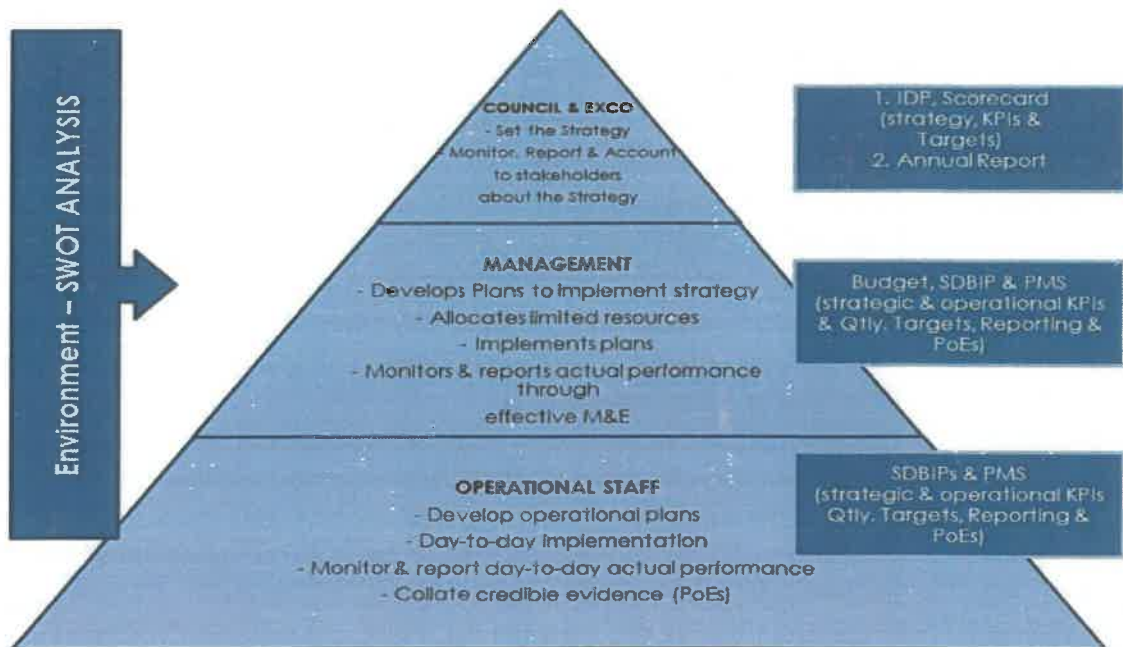 Environment – SWOT ANALYSIS
COUNCIL & EXCO
- Set the Strategy
- Monitor, Report & Account
to stakeholders
about the Strategy
1. IDP, Scorecard
(strategy, KPIs &
Targets)
2. Annual Report
MANAGEMENT
- Develops Plans to implement strategy
- Allocates limited resources
- Implements plans
- Monitors & reports actual performance
through
effective M&E
Budget, SDBIP & PMS
(strategic & operational KPIs
& Qtly. Targets, Reporting &
PoEs)
OPERATIONAL STAFF
- Develop operational plans
- Day-to-day implementation
- Monitor & report day-to-day actual performance
- Collate credible evidence (PoEs)
SDBIPs & PMS
(strategic & operational KPIs
Qtly. Targets, Reporting &
PoEs)